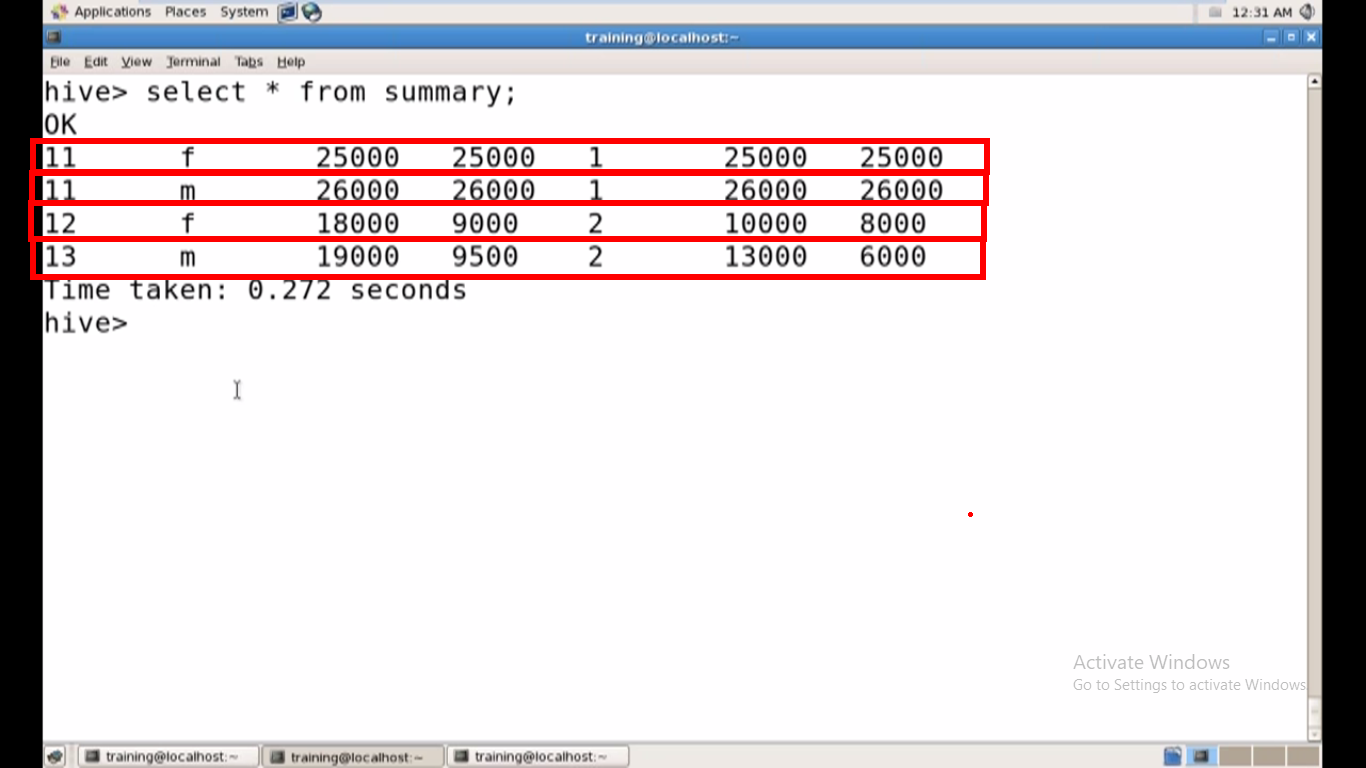 Applications Places System 12:31 AM
training@localhost:~
File Edit View Terminal Tabs Help
hive> select * from summary;
OK
11 f 25000 25000 1 25000 25000
11 m 26000 26000 1 26000 26000
12 f 18000 9000 2 10000 8000
13 m 19000 9500 2 13000 6000
Time taken: 0.272 seconds
hive>
Activate Windows
Go to Settings to activate Windows
training@localhost:~ training@localhost:~ training@localhost:~